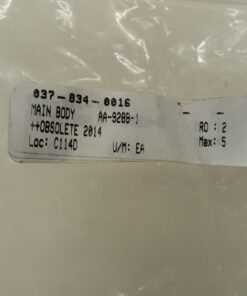 037-834-0016
MAIN BODY AA-928B-1 - -
++OBSOLETE 2014 RO: 2
Loc: C114D U/M: EA Max: 5